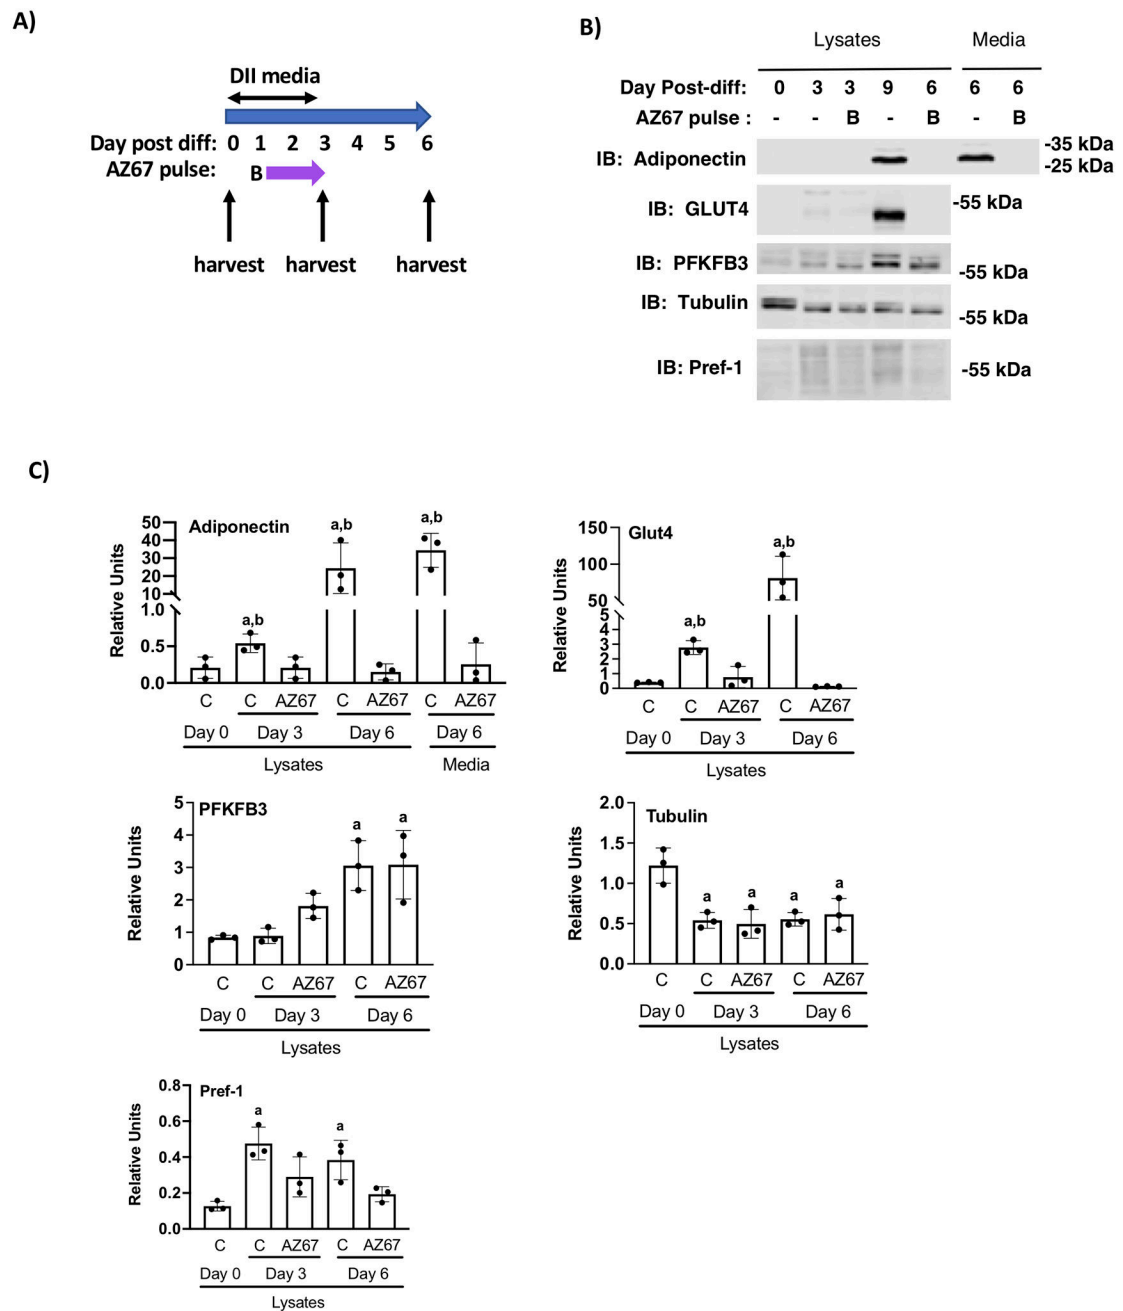 A)
DII media
Day post diff: 0 1 2 3 4 5 6
AZ67 pulse: B
harvest harvest harvest
B)
Lysates Media
Day Post-diff: 0 3 3 9 6 6 6
AZ67 pulse : - - B - B - B
IB: Adiponectin
-35 kDa
-25 kDa
IB: GLUT4
-55 kDa
IB: PFKFB3
-55 kDa
IB: Tubulin
-55 kDa
IB: Pref-1
-55 kDa
C)
Adiponectin
Relative Units
50
40
30
20
10
1.0
0.5
0.0
a,b
a,b
a,b
C C AZ67 C AZ67 C AZ67
Day 0 Day 3 Day 6 Day 6
Lysates Media
Glut4
Relative Units
150
100
50
5
4
3
2
1
0
a,b
a,b
C C AZ67 C AZ67
Day 0 Day 3 Day 6
Lysates
PFKFB3
Relative Units
5
4
3
2
1
0
a a
C C AZ67 C AZ67
Day 0 Day 3 Day 6
Lysates
Tubulin
Relative Units
2.0
1.5
1.0
0.5
0.0
a a a a
C C AZ67 C AZ67
Day 0 Day 3 Day 6
Lysates
Pref-1
Relative Units
0.8
0.6
0.4
0.2
0.0
a a
C C AZ67 C AZ67
Day 0 Day 3 Day 6
Lysates